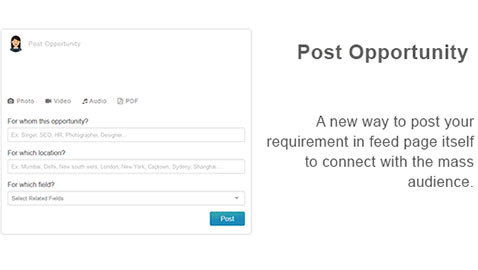 Post Opportunity
Photo Video Audio PDF
For whom this opportunity?
Ex: Singer, SEO, HR, Photographer, Designer...
For which location?
Ex: Mumbai, Delhi, New south wels, London, New York, Captown, Sydeny, Shanghai....
For which field?
Select Related Fields
Post
Post Opportunity
A new way to post your
requirement in feed page itself
to connect with the mass
audience.